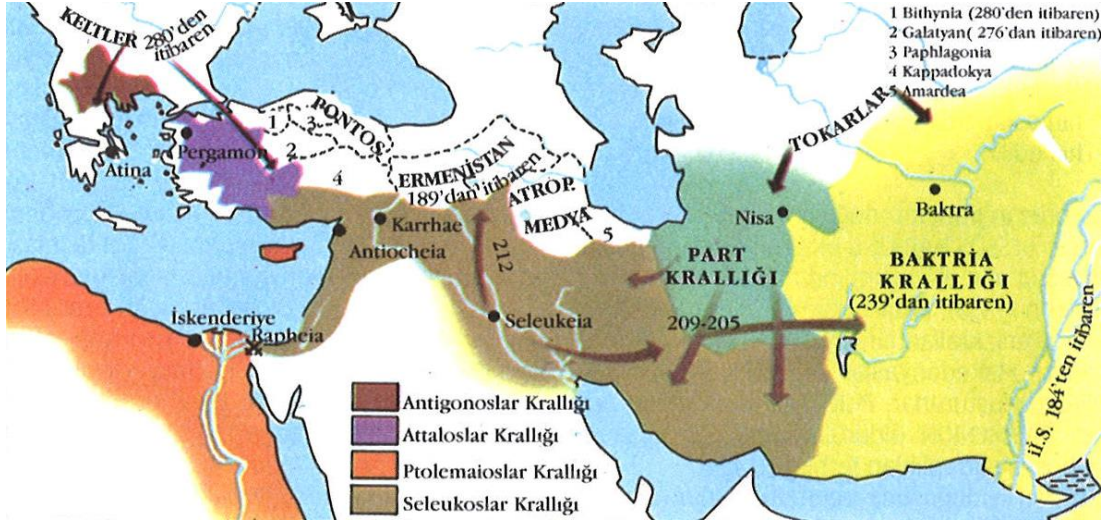 KELTLER 280'den
itibaren
1 Bithynia (280'den itibaren)
2 Galatyan( 276'dan itibaren)
3 Paphlagonia
4 Kappadokya
5 Amardea
TOKARLAR
PONTOS
1
3
2
4
Pergamon
Atina
ERMENİSTAN
189'dan itibaren
ATROP.
MEDYA
5
Karrhae
Antiocheia
212
Nisa
Baktra
PART
KRALLIĞI
BAKTRİA
KRALLIĞI
(239'dan itibaren)
İskenderiye
Rapheia
Seleukeia
209-205
İİ.S. 184'ten itibaren
Antigonoslar Krallığı
Attaloslar Krallığı
Ptolemaioslar Krallığı
Seleukoslar Krallığı